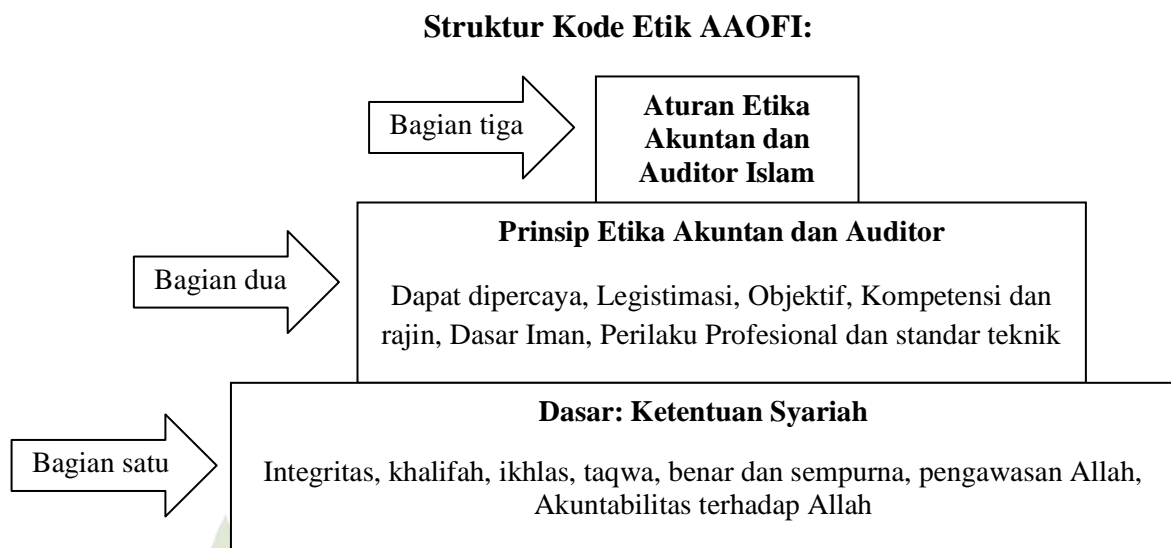 Struktur Kode Etik AAOFI:
Bagian tiga
Aturan Etika
Akuntan dan
Auditor Islam
Bagian dua
Prinsip Etika Akuntan dan Auditor
Dapat dipercaya, Legistimasi, Objektif, Kompetensi dan
rajin, Dasar Iman, Perilaku Profesional dan standar teknik
Bagian satu
Dasar: Ketentuan Syariah
Integritas, khalifah, ikhlas, taqwa, benar dan sempurna, pengawasan Allah,
Akuntabilitas terhadap Allah